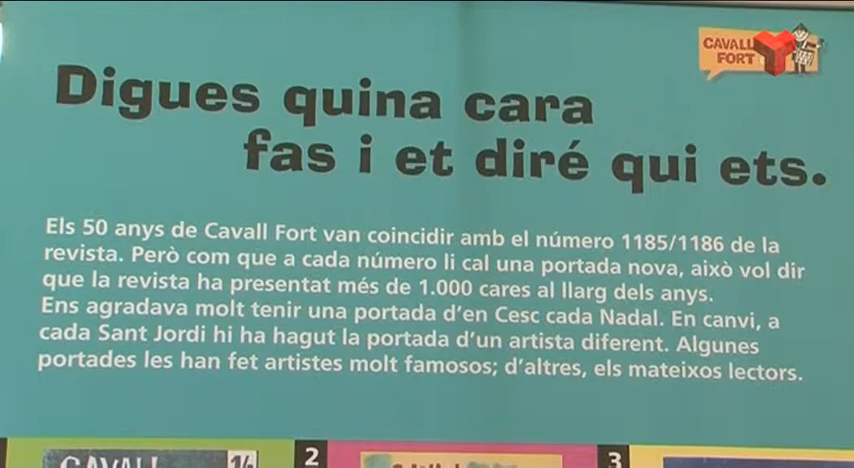 CAVALL
FORT
Digues quina cara
fas i et diré qui ets.
Els 50 anys de Cavall Fort van coincidir amb el número 1185/1186 de la
revista. Però com que a cada número li cal una portada nova, això vol dir
que la revista ha presentat més de 1.000 cares al llarg dels anys.
Ens agradava molt tenir una portada d'en Cesc cada Nadal. En canvi, a
cada Sant Jordi hi ha hagut la portada d'un artista diferent. Algunes
portades les han fet artistes molt famosos; d'altres, els mateixos lectors.
CAVALL 14 2 3